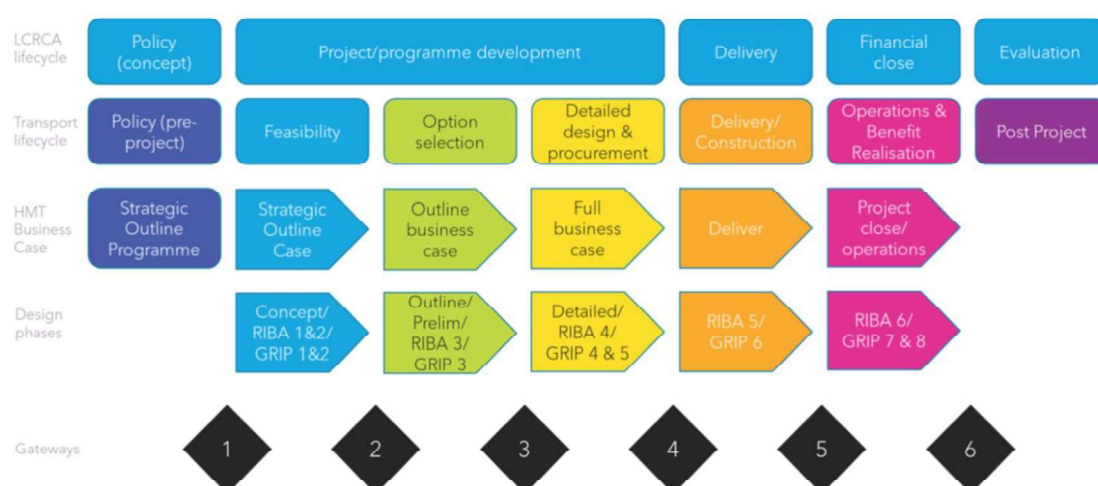 LCRCA
lifecycle
Policy
(concept)
Project/programme development
Delivery
Financial
close
Evaluation
Transport
lifecycle
Policy (pre-
project)
Feasibility
Option
selection
Detailed
design &
procurement
Delivery/
Construction
Operations &
Benefit
Realisation
Post Project
HMT
Business
Case
Strategic
Outline
Programme
Strategic
Outline
Case
Outline
business
case
Full
business
case
Deliver
Project
close/
operations
Design
phases
Concept/
RIBA 1&2/
GRIP 1&2
Outline/
Prelim/
RIBA 3/
GRIP 3
Detailed/
RIBA 4/
GRIP 4 & 5
RIBA 5/
GRIP 6
RIBA 6/
GRIP 7 & 8
Gateways
1
2
3
4
5
6